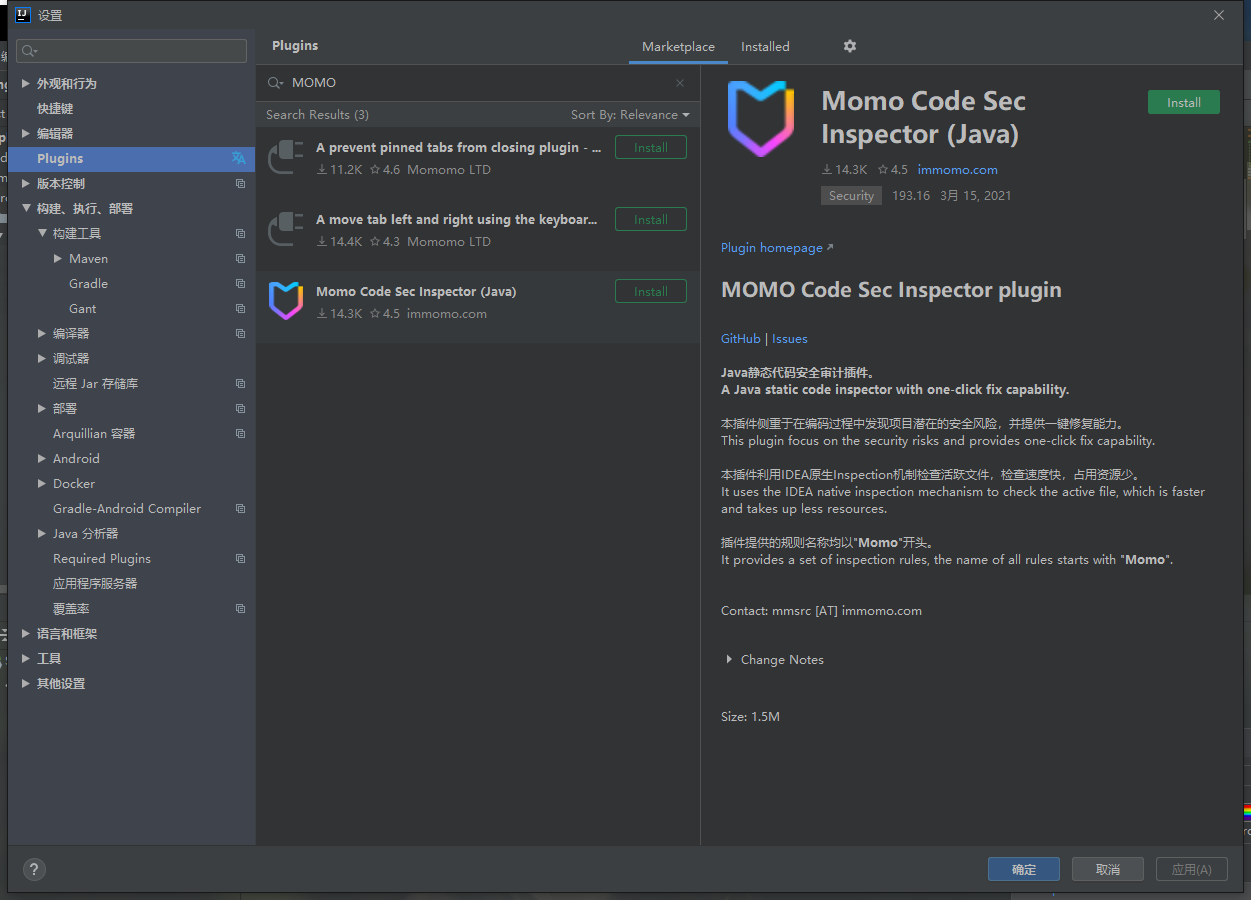 设置
外观和行为
快捷键
编辑器
Plugins
版本控制
构建、执行、部署
构建工具
Maven
Gradle
Gant
编译器
调试器
远程 Jar 存储库
部署
Arquillian 容器
Android
Docker
Gradle-Android Compiler
Java 分析器
Required Plugins
应用程序服务器
覆盖率
语言和框架
工具
其他设置
Plugins
Marketplace
Installed
MOMO
Search Results (3)
Sort By: Relevance
A prevent pinned tabs from closing plugin - ...
Install
11.2K 4.6 Momomo LTD
A move tab left and right using the keyboar...
Install
14.4K 4.3 Momomo LTD
Momo Code Sec Inspector (Java)
Install
14.3K 4.5 immomo.com
Momo Code Sec
Inspector (Java)
Install
14.3K 4.5 immomo.com
Security 193.16 3月 15, 2021
Plugin homepage
MOMO Code Sec Inspector plugin
GitHub | Issues
Java静态代码安全审计插件。
A Java static code inspector with one-click fix capability.
本插件侧重于在编码过程中发现项目潜在的安全风险，并提供一键修复能力。
This plugin focus on the security risks and provides one-click fix capability.
本插件利用IDEA原生Inspection机制检查活跃文件，检查速度快，占用资源少。
It uses the IDEA native inspection mechanism to check the active file, which is faster
and takes up less resources.
插件提供的规则名称均以"Momo"开头。
It provides a set of inspection rules, the name of all rules starts with "Momo".
Contact: mmsrc [AT] immomo.com
Change Notes
Size: 1.5M
?
确定
取消
应用(A)